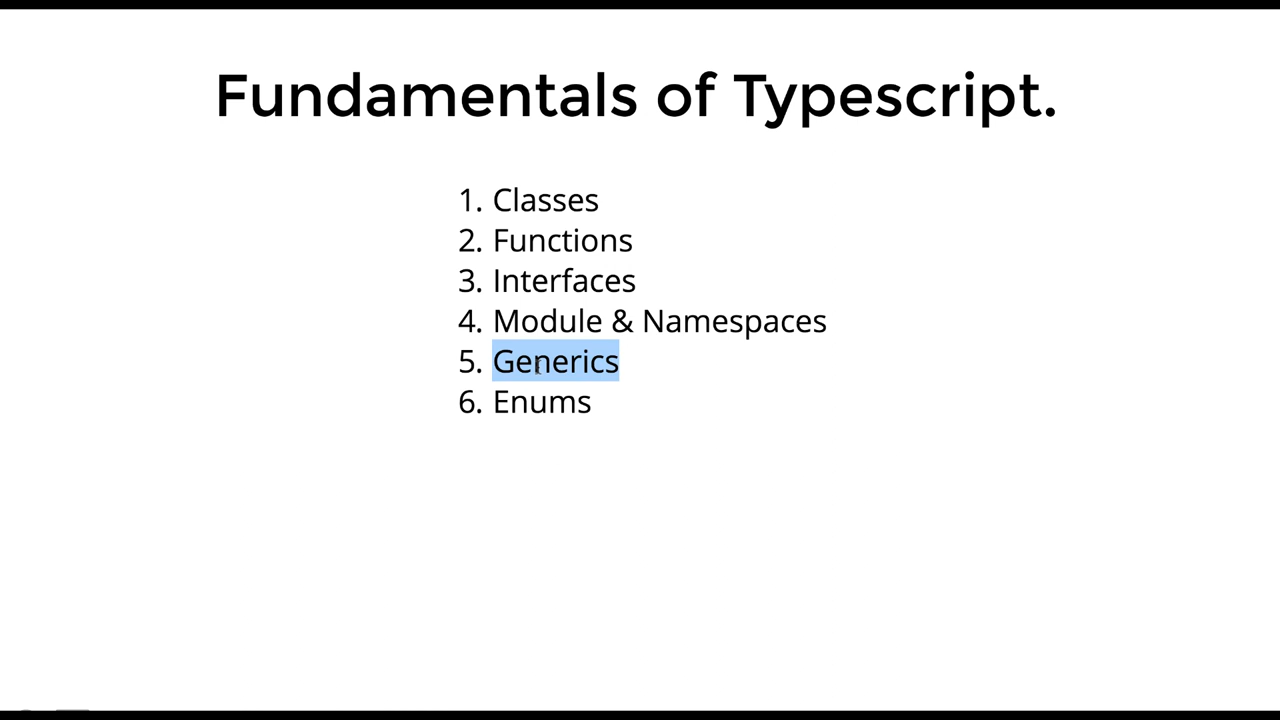 Fundamentals of Typescript.
1. Classes
2. Functions
3. Interfaces
4. Module & Namespaces
5. Generics
6. Enums